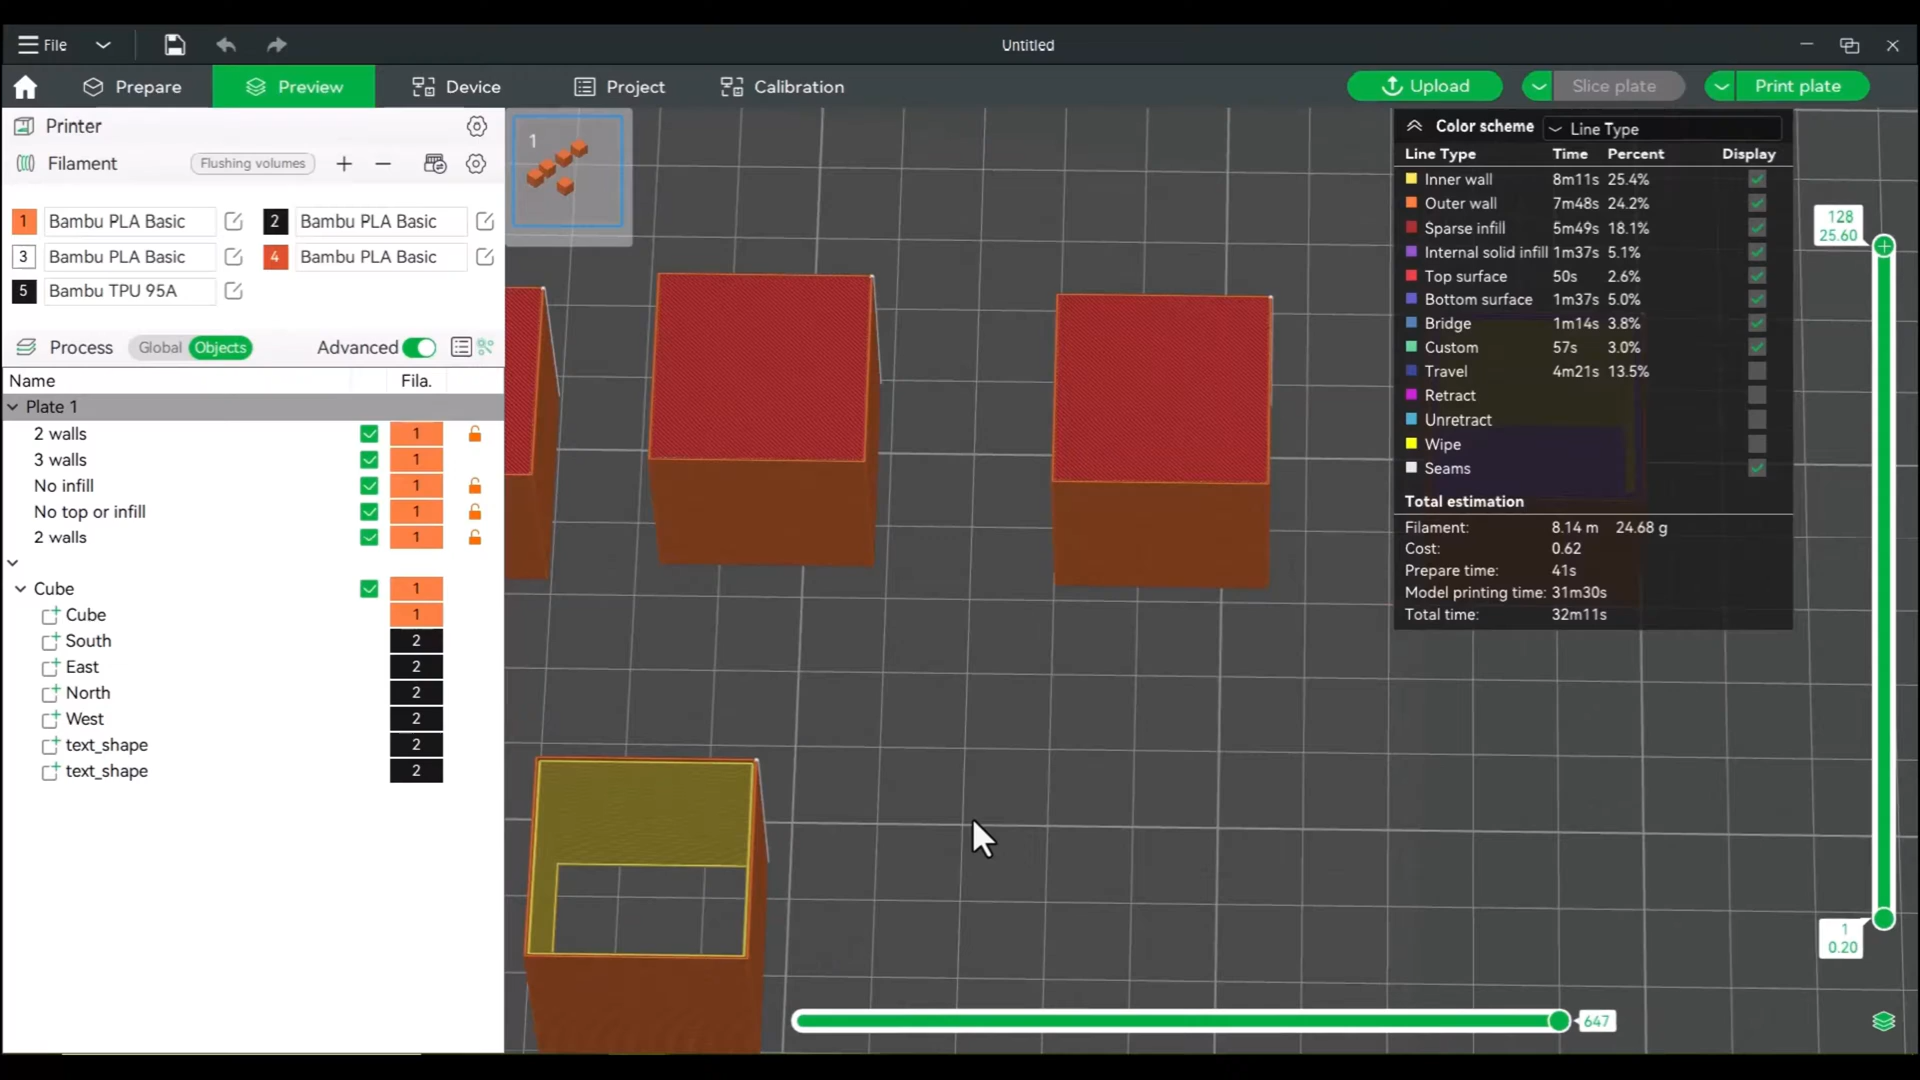 File
Untitled
Prepare
Preview
Device
Project
Calibration
Upload
Slice plate
Print plate
Printer
Filament
Flushing volumes
1 Bambu PLA Basic
2 Bambu PLA Basic
3 Bambu PLA Basic
4 Bambu PLA Basic
5 Bambu TPU 95A
Process Global Objects Advanced
Name Fila.
Plate 1
2 walls 1
3 walls 1
No infill 1
No top or infill 1
2 walls 1
Cube 1
Cube 1
South 2
East 2
North 2
West 2
text_shape 2
text_shape 2
1
Color scheme Line Type
Line Type Time Percent Display
Inner wall 8m11s 25.4%
Outer wall 7m48s 24.2%
Sparse infill 5m49s 18.1%
Internal solid infill 1m37s 5.1%
Top surface 50s 2.6%
Bottom surface 1m37s 5.0%
Bridge 1m14s 3.8%
Custom 57s 3.0%
Travel 4m21s 13.5%
Retract
Unretract
Wipe
Seams
Total estimation
Filament: 8.14 m 24.68 g
Cost: 0.62
Prepare time: 41s
Model printing time: 31m30s
Total time: 32m11s
128
25.60
1
0.20
647